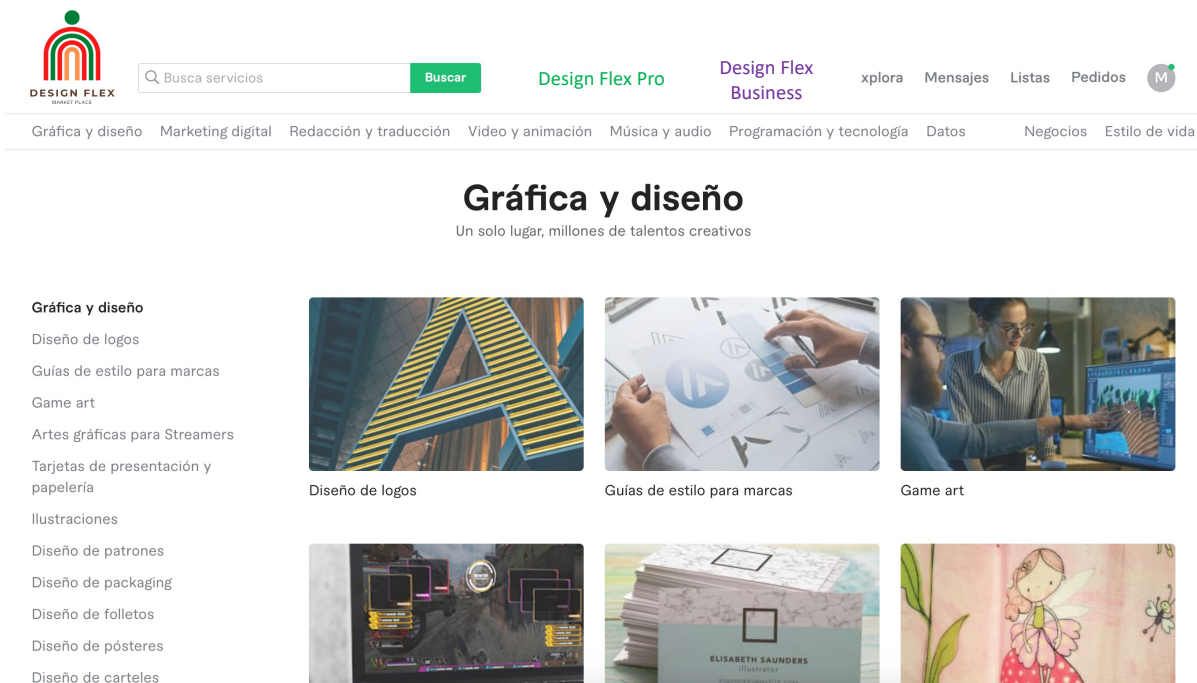 DESIGN FLEX
MARKET PLACE
Busca servicios
Buscar
Design Flex Pro
Design Flex
Business
xplora
Mensajes
Listas
Pedidos
M
Gráfica y diseño
Marketing digital
Redacción y traducción
Video y animación
Música y audio
Programación y tecnología
Datos
Negocios
Estilo de vida
Gráfica y diseño
Un solo lugar, millones de talentos creativos
Gráfica y diseño
Diseño de logos
Guías de estilo para marcas
Game art
Artes gráficas para Streamers
Tarjetas de presentación y
papelería
Ilustraciones
Diseño de patrones
Diseño de packaging
Diseño de folletos
Diseño de pósteres
Diseño de carteles
A
Diseño de logos
Guías de estilo para marcas
Game art
ELISABETH SAUNDERS
illustrator